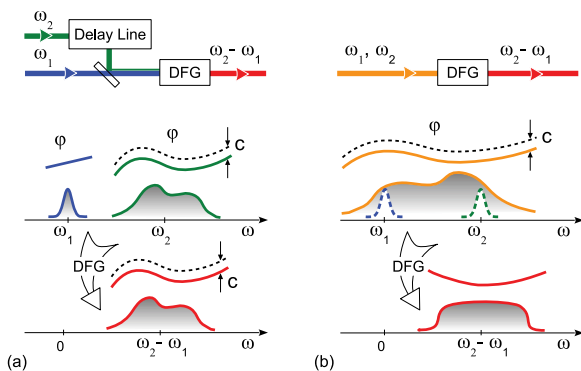 ω₂
Delay Line
ω₁
DFG
ω₂- ω₁
φ
φ
C
ω₁
ω₂
ω
DFG
C
0
ω₂- ω₁
ω
(a)
ω₁, ω₂
DFG
ω₂- ω₁
φ
C
ω₁
ω₂
ω
DFG
0
ω₂- ω₁
ω
(b)